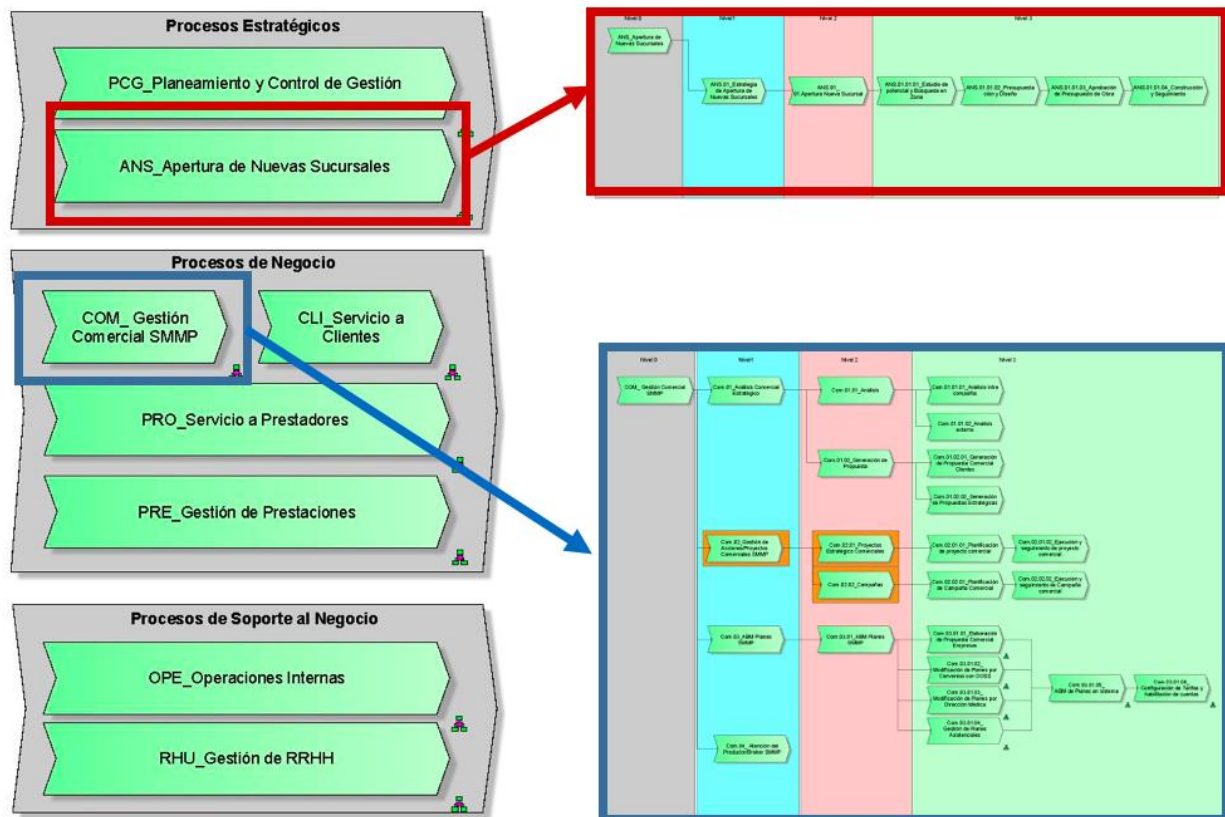 Procesos Estratégicos
PCG_Planeamiento y Control de Gestión
ANS_Apertura de Nuevas Sucursales
Procesos de Negocio
COM_ Gestión
Comercial SMMP
CLI_Servicio a
Clientes
PRO_Servicio a Prestadores
PRE_Gestión de Prestaciones
Procesos de Soporte al Negocio
OPE_Operaciones Internas
RHU_Gestión de RRHH
Nivel 0
Nivel1
Nivel 2
Nivel 3
ANS_Apertura de
Nuevas Sucursales
ANS.01_Estrategia
de Apertura de
Nuevas Sucursales
ANS.01_
01.Apertura Nueva Sucursal
ANS.01.01.01_Estudio de
potencial y Búsqueda en
Zona
ANS.01.01.02_Presupuesta
ción y Diseño
ANS.01.01.03_Aprobación
de Presupuesto de Obra
ANS.01.01.04_Construcción
y Seguimiento
Nivel 0
Nivel1
Nivel 2
Nivel 3
COM_ Gestión Comercial
SMMP
Com.01_Análisis Comercial
Estratégico
Com.01.01_Análisis
Com.01.01.01_Análisis intra
compañía
Com.01.01.02_Análisis
externo
Com.01.02_Generación de
Propuesta
Com.01.02.01_Generación
de Propuesta Comercial
Clientes
Com.01.02.02_Generación
de Propuestas Estratégicas
Com.02_Gestión de
Acciones/Proyectos
Comerciales SMMP
Com.02.01_Proyectos
Estratégico Comerciales
Com.02.01.01_Planificación
de proyecto comercial
Com.02.01.02_Ejecución y
seguimiento de proyecto
comercial
Com.02.02_Campañas
Com.02.02.01_Planificación
de Campaña Comercial
Com.02.02.02_Ejecución y
seguimiento de Campaña
comercial
Com.03_ABM Planes
SMMP
Com.03.01_ABM Planes
SMMP
Com.03.01.01_Elaboración
de Propuesta Comercial
Empresas
Com.03.01.02_
Modificación de Planes por
Convenios con OOSS
Com.03.01.03_
Modificación de Planes por
Dirección Médica
Com.03.01.04_
Gestión de Planes
Asistenciales
Com.03.01.05_
ABM de Planes en sistema
Com.03.01.06_
Configuración de Tarifas y
habilitación de cuentas
Com.04_ Atención del
Productor/Broker SMMP